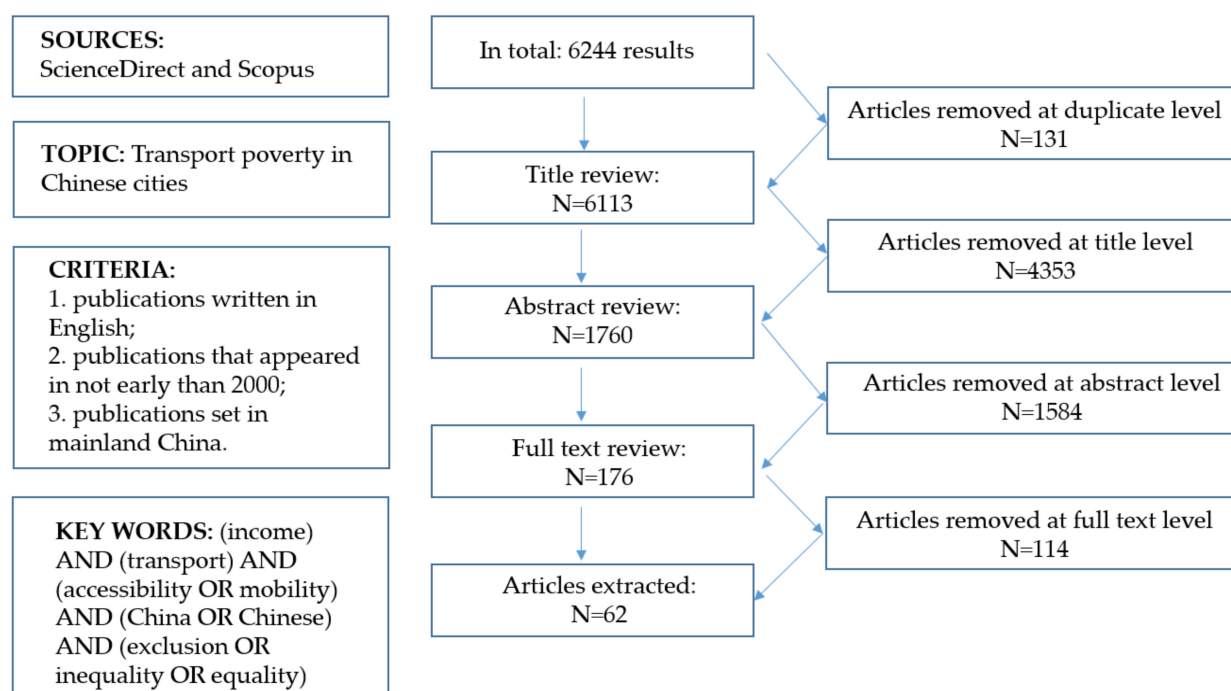 SOURCES:
ScienceDirect and Scopus
TOPIC: Transport poverty in
Chinese cities
CRITERIA:
1. publications written in
English;
2. publications that appeared
in not early than 2000;
3. publications set in
mainland China.
KEY WORDS: (income)
AND (transport) AND
(accessibility OR mobility)
AND (China OR Chinese)
AND (exclusion OR
inequality OR equality)
In total: 6244 results
Title review:
N=6113
Abstract review:
N=1760
Full text review:
N=176
Articles extracted:
N=62
Articles removed at duplicate level
N=131
Articles removed at title level
N=4353
Articles removed at abstract level
N=1584
Articles removed at full text level
N=114